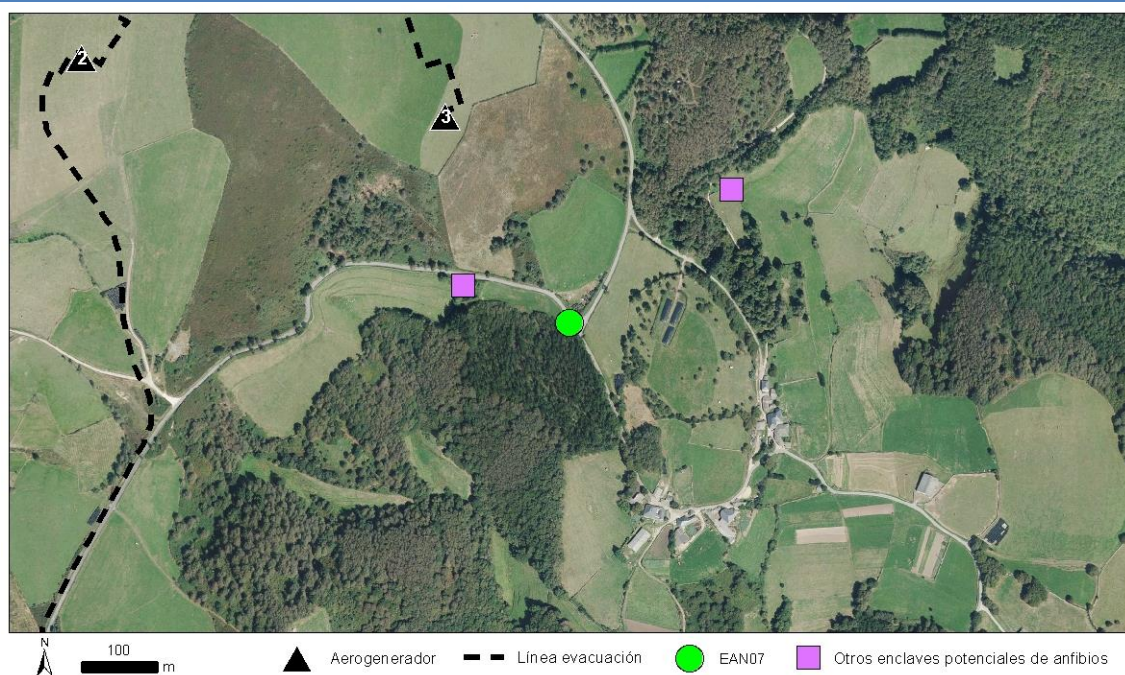 2
3
N
100
m
Aerogenerador
Línea evacuación
EAN07
Otros enclaves potenciales de anfibios